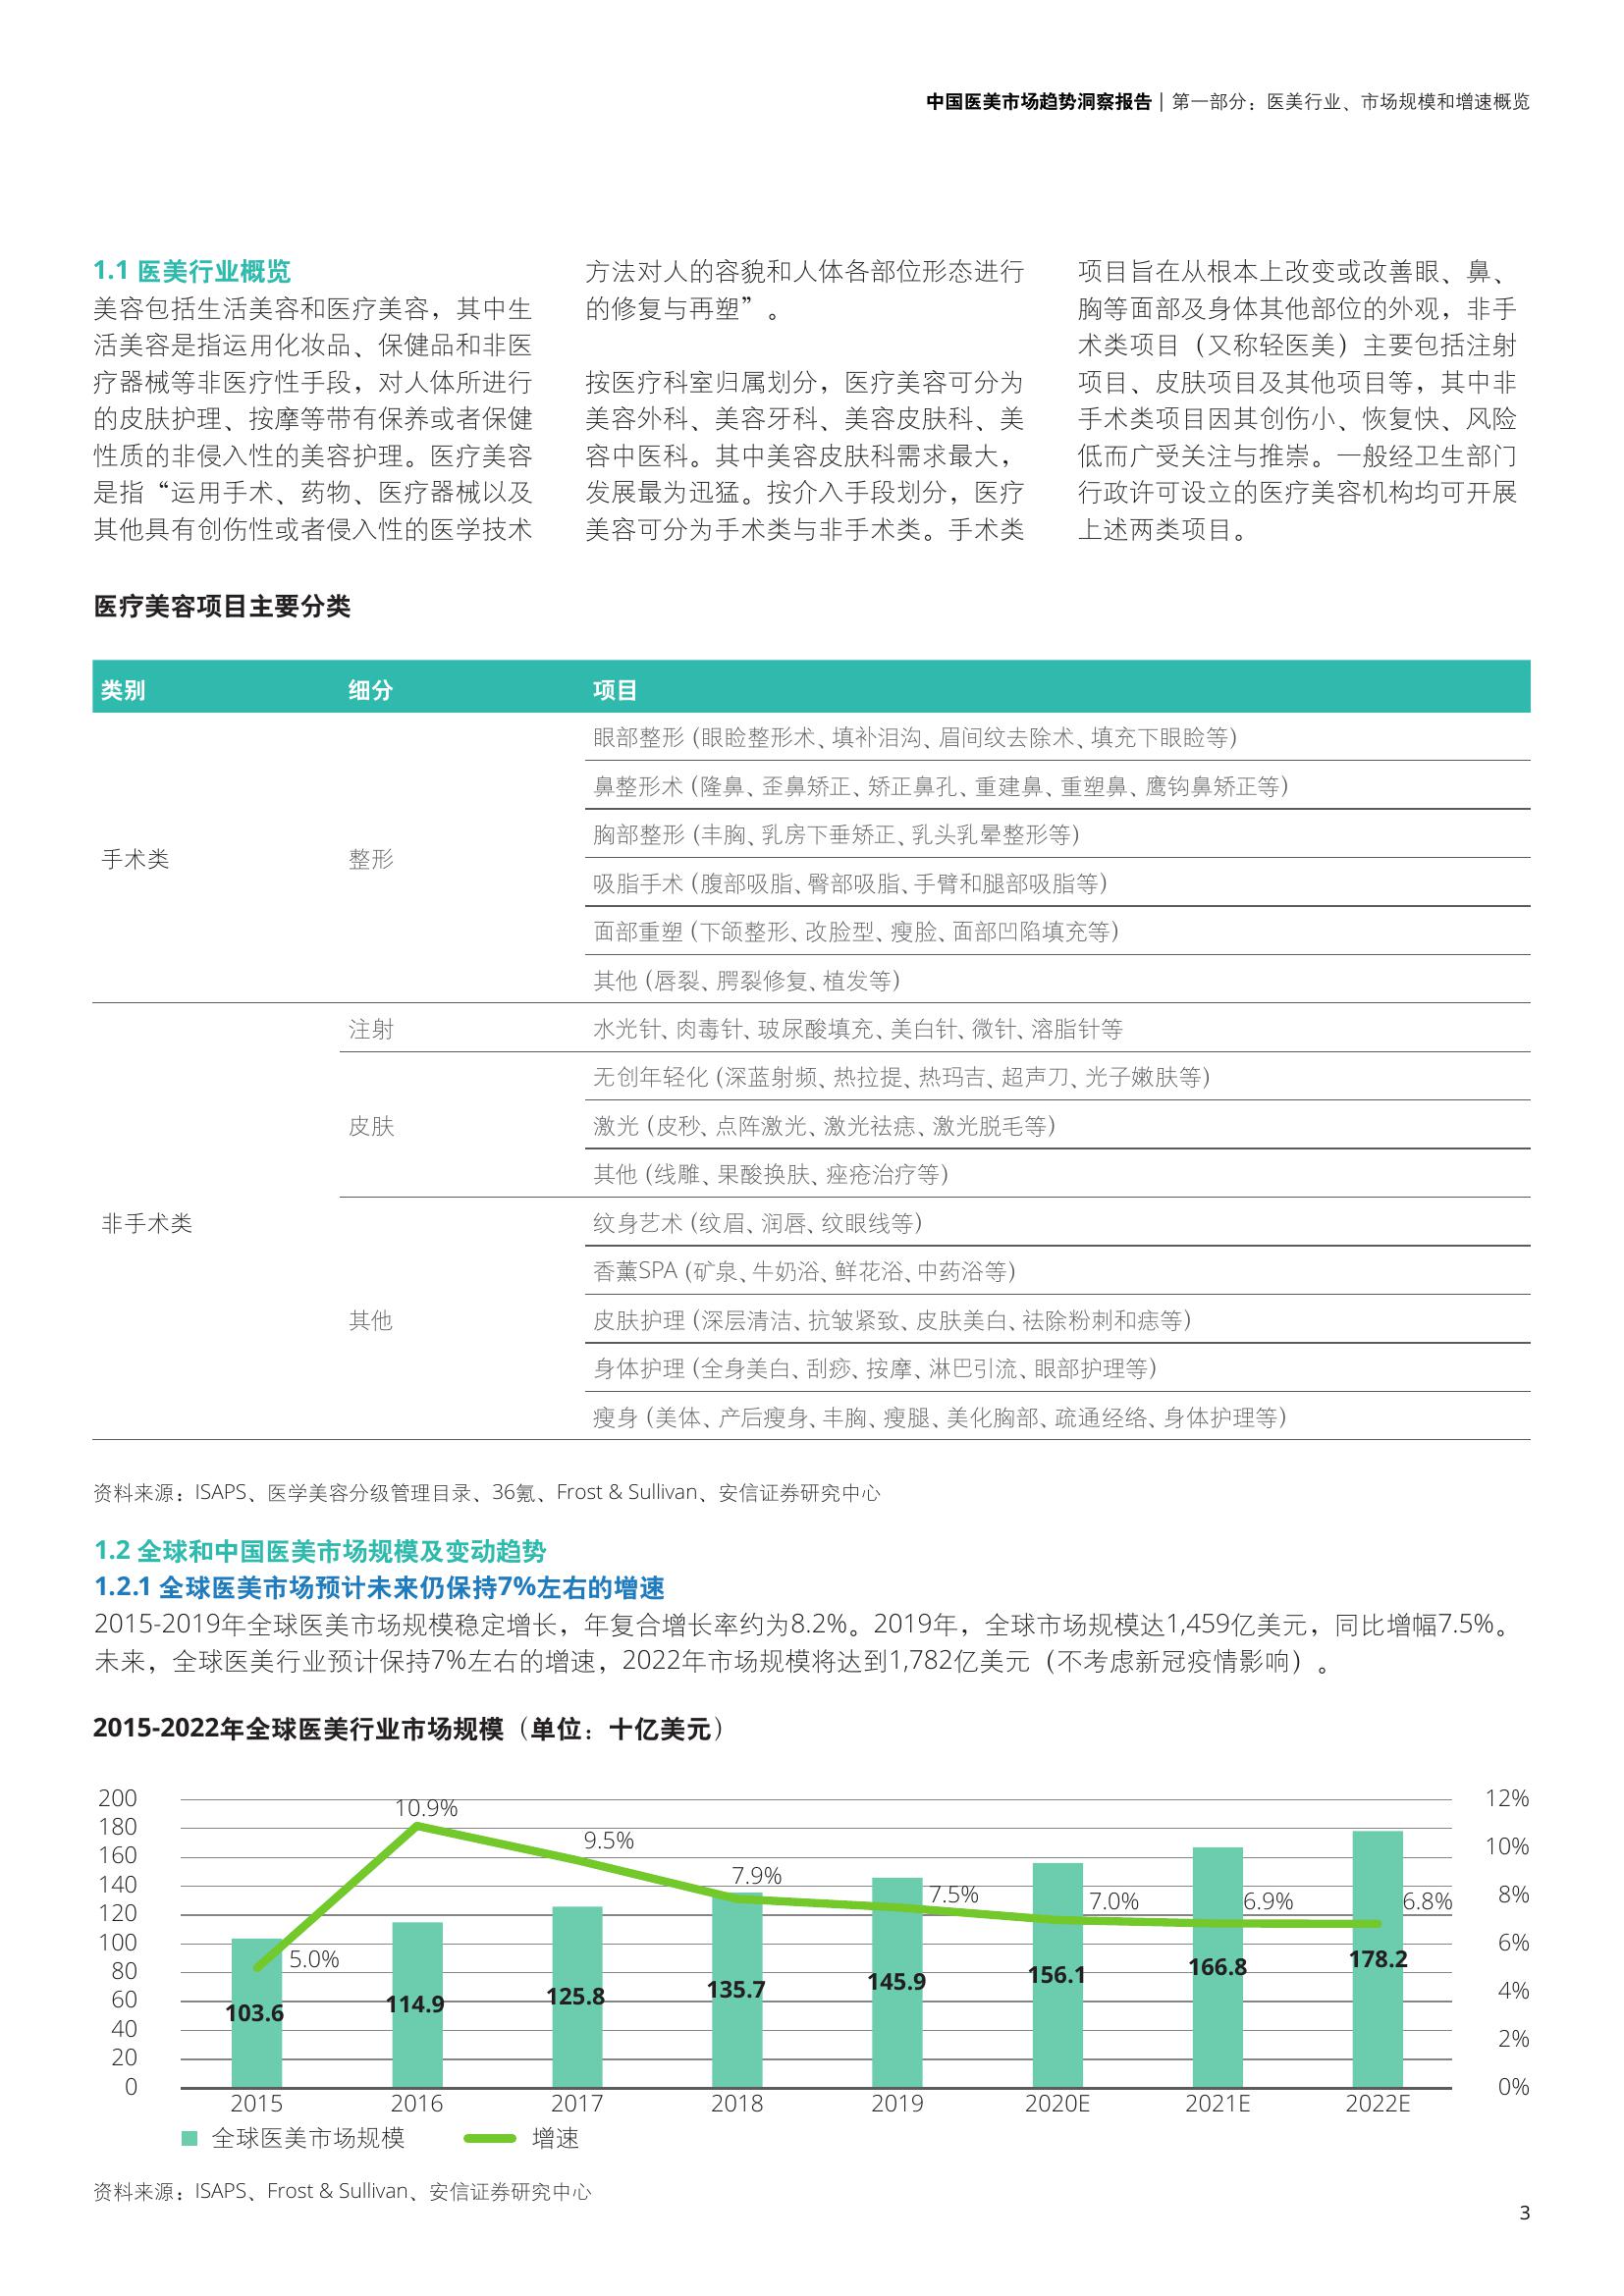 中国医美市场趋势洞察报告 | 第一部分：医美行业、市场规模和增速概览
1.1 医美行业概览
美容包括生活美容和医疗美容，其中生
活美容是指运用化妆品、保健品和非医
疗器械等非医疗性手段，对人体所进行
的皮肤护理、按摩等带有保养或者保健
性质的非侵入性的美容护理。医疗美容
是指“运用手术、药物、医疗器械以及
其他具有创伤性或者侵入性的医学技术
方法对人的容貌和人体各部位形态进行
的修复与再塑”。
按医疗科室归属划分，医疗美容可分为
美容外科、美容牙科、美容皮肤科、美
容中医科。其中美容皮肤科需求最大，
发展最为迅猛。按介入手段划分，医疗
美容可分为手术类与非手术类。手术类
项目旨在从根本上改变或改善眼、鼻、
胸等面部及身体其他部位的外观，非手
术类项目（又称轻医美）主要包括注射
项目、皮肤项目及其他项目等，其中非
手术类项目因其创伤小、恢复快、风险
低而广受关注与推崇。一般经卫生部门
行政许可设立的医疗美容机构均可开展
上述两类项目。
医疗美容项目主要分类
类别 细分 项目
手术类 整形
眼部整形（眼睑整形术、填补泪沟、眉间纹去除术、填充下眼睑等）
鼻整形术（隆鼻、歪鼻矫正、矫正鼻孔、重建鼻、重塑鼻、鹰钩鼻矫正等）
胸部整形（丰胸、乳房下垂矫正、乳头乳晕整形等）
吸脂手术（腹部吸脂、臀部吸脂、手臂和腿部吸脂等）
面部重塑（下颌整形、改脸型、瘦脸、面部凹陷填充等）
其他（唇裂、腭裂修复、植发等）
非手术类
注射 水光针、肉毒针、玻尿酸填充、美白针、微针、溶脂针等
皮肤
无创年轻化（深蓝射频、热拉提、热玛吉、超声刀、光子嫩肤等）
激光（皮秒、点阵激光、激光祛痣、激光脱毛等）
其他（线雕、果酸换肤、痤疮治疗等）
其他
纹身艺术（纹眉、润唇、纹眼线等）
香薰SPA（矿泉、牛奶浴、鲜花浴、中药浴等）
皮肤护理（深层清洁、抗皱紧致、皮肤美白、祛除粉刺和痣等）
身体护理（全身美白、刮痧、按摩、淋巴引流、眼部护理等）
瘦身（美体、产后瘦身、丰胸、瘦腿、美化胸部、疏通经络、身体护理等）
资料来源：ISAPS、医学美容分级管理目录、36氪、Frost & Sullivan、安信证券研究中心
1.2 全球和中国医美市场规模及变动趋势
1.2.1 全球医美市场预计未来仍保持7%左右的增速
2015-2019年全球医美市场规模稳定增长，年复合增长率约为8.2%。2019年，全球市场规模达1,459亿美元，同比增幅7.5%。
未来，全球医美行业预计保持7%左右的增速，2022年市场规模将达到1,782亿美元（不考虑新冠疫情影响）。
2015-2022年全球医美行业市场规模（单位：十亿美元）
200
180
160
140
120
100
80
60
40
20
0
12%
10%
8%
6%
4%
2%
0%
5.0% 10.9% 9.5% 7.9% 7.5% 7.0% 6.9% 6.8%
103.6 114.9 125.8 135.7 145.9 156.1 166.8 178.2
2015 2016 2017 2018 2019 2020E 2021E 2022E
全球医美市场规模 增速
资料来源：ISAPS、Frost & Sullivan、安信证券研究中心
3